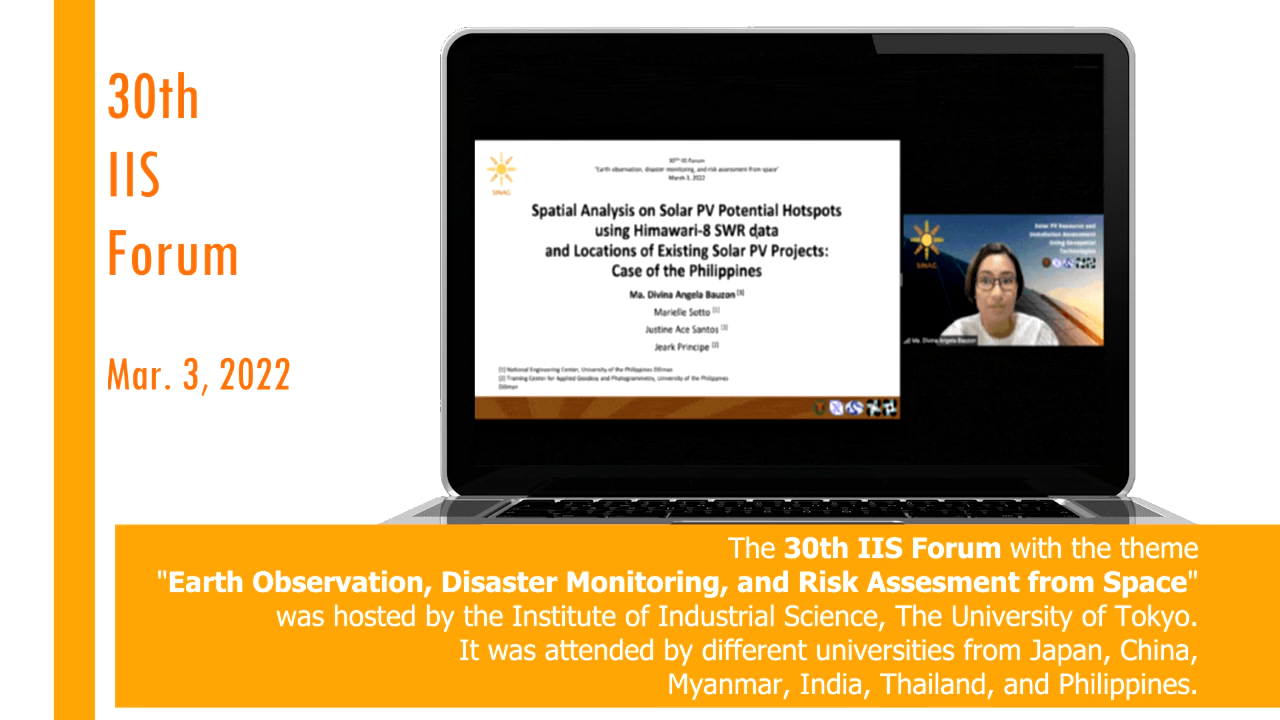 30th
IIS
Forum
Mar. 3, 2022
SINAG
30TH IIS Forum
"Earth observation, disaster monitoring, and risk assessment from space"
March 3, 2022
Spatial Analysis on Solar PV Potential Hotspots
using Himawari-8 SWR data
and Locations of Existing Solar PV Projects:
Case of the Philippines
Ma. Divina Angela Bauzon
Marielle Sotto [1]
Justine Ace Santos
Jeark Principe [2]
[1] National Engineering Center, University of the Philippines Diliman
[2] Training Center for Applied Geodesy and Photogrammetry, University of the Philippines
Diliman
SINAG
Solar PV Resource and
Installation Assessment
Using Geospatial
Technologies
Ma. Divina Angela Bauzon
The 30th IIS Forum with the theme
"Earth Observation, Disaster Monitoring, and Risk Assesment from Space"
was hosted by the Institute of Industrial Science, The University of Tokyo.
It was attended by different universities from Japan, China,
Myanmar, India, Thailand, and Philippines.